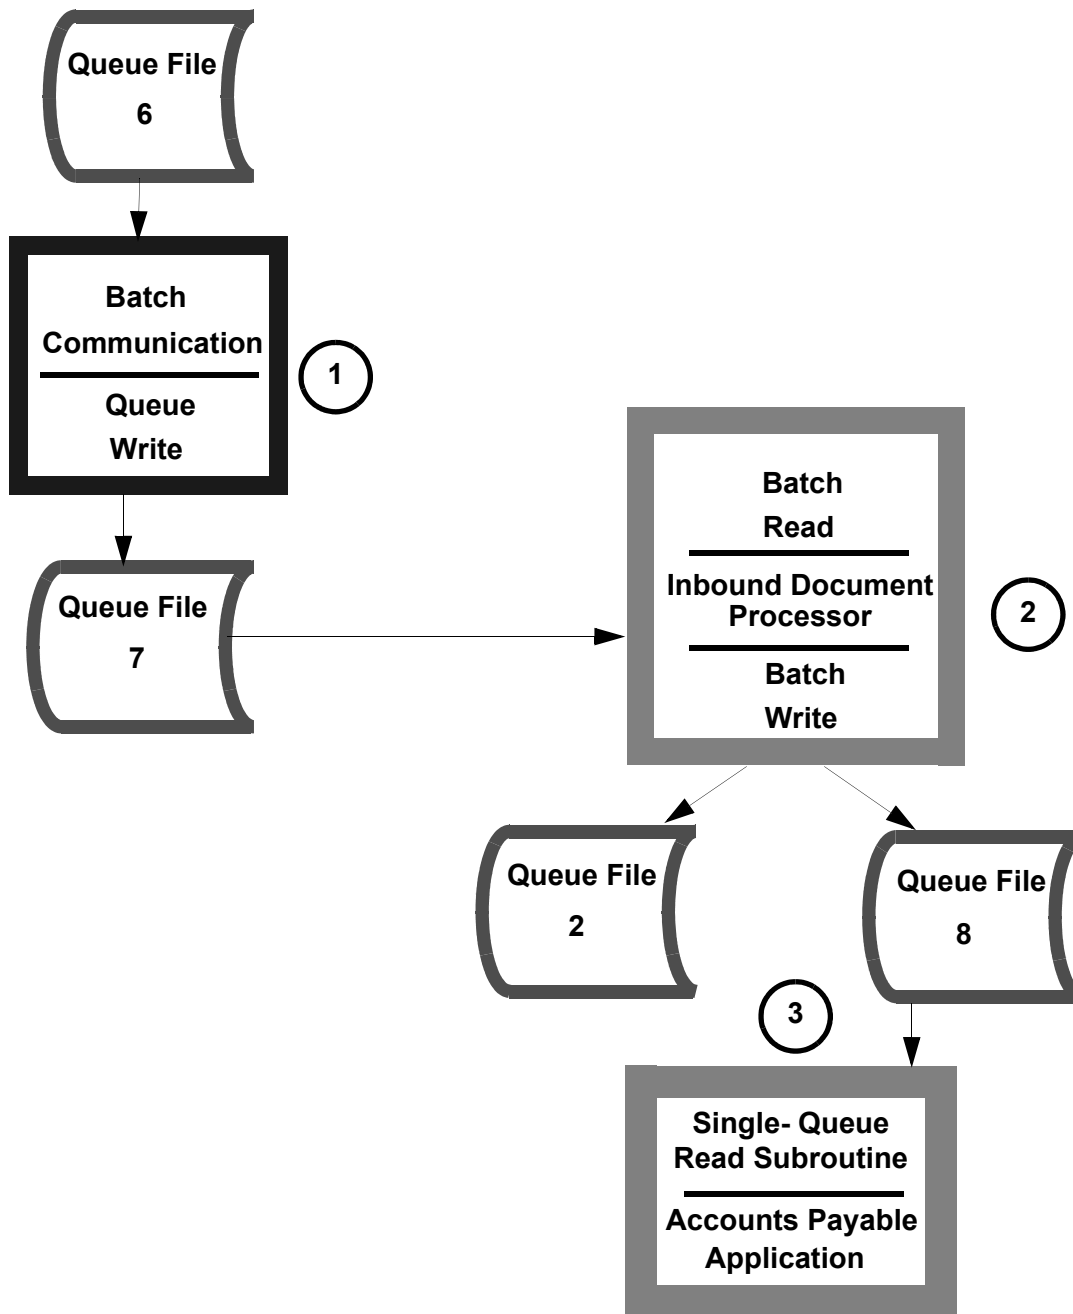 Queue File
6
Batch
Communication
Queue
Write
1
Queue File
7
Batch
Read
Inbound Document
Processor
Batch
Write
2
Queue File
2
Queue File
8
3
Single- Queue
Read Subroutine
Accounts Payable
Application